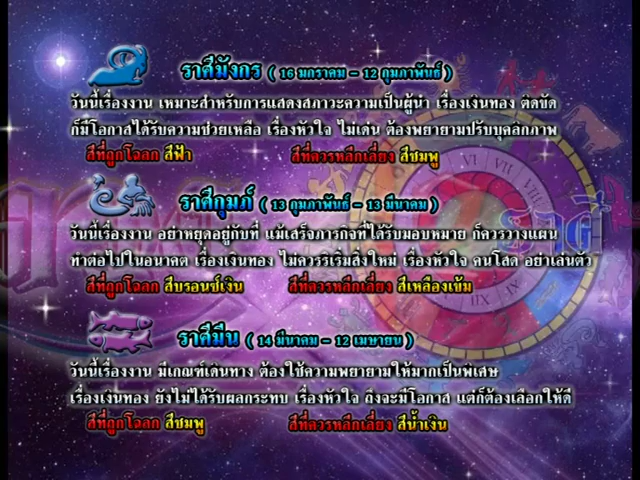 ราศีมังกร ( 16 มกราคม - 12 กุมภาพันธ์ )
วันนี้เรื่องงาน เหมาะสำหรับการแสดงสภาวะความเป็นผู้นำ เรื่องเงินทอง ติดขัด
ก็มีโอกาสได้รับความช่วยเหลือ เรื่องหัวใจ ไม่เด่น ต้องพยายามปรับบุคลกภาพ
สีที่ถูกโฉลก สีฟ้า สีที่ควรหลีกเลี่ยง สีชมพู
ราศีกุมภ์ ( 13 กุมภาพันธ์ - 13 มีนาคม )
วันนี้เรื่องงาน อย่าหยุดอยู่กับที่ แม้เสร็จภารกิจที่ได้รับมอบหมาย ก็ควรวางแผน
ทำต่อไปในอนาคต เรื่องเงินทอง ไม่ควรริเริ่มสิ่งใหม่ เรื่องหัวใจ คนโสด อย่าเล่นตัว
สีที่ถูกโฉลก สีบรอนซ์เงิน สีที่ควรหลีกเลี่ยง สีเหลืองเข้ม
ราศีมีน ( 14 มีนาคม - 12 เมษายน )
วันนี้เรื่องงาน มีเกณฑ์เดินทาง ต้องใช้ความพยายามให้มากเป็นพิเศษ
เรื่องเงินทอง ยังไม่ได้รับผลกระทบ เรื่องหัวใจ ถึงจะมีโอกาส แต่ก็ต้องเลือกให้ดี
สีที่ถูกโฉลก สีชมพู สีที่ควรหลีกเลี่ยง สีน้ำเงิน
ราศี